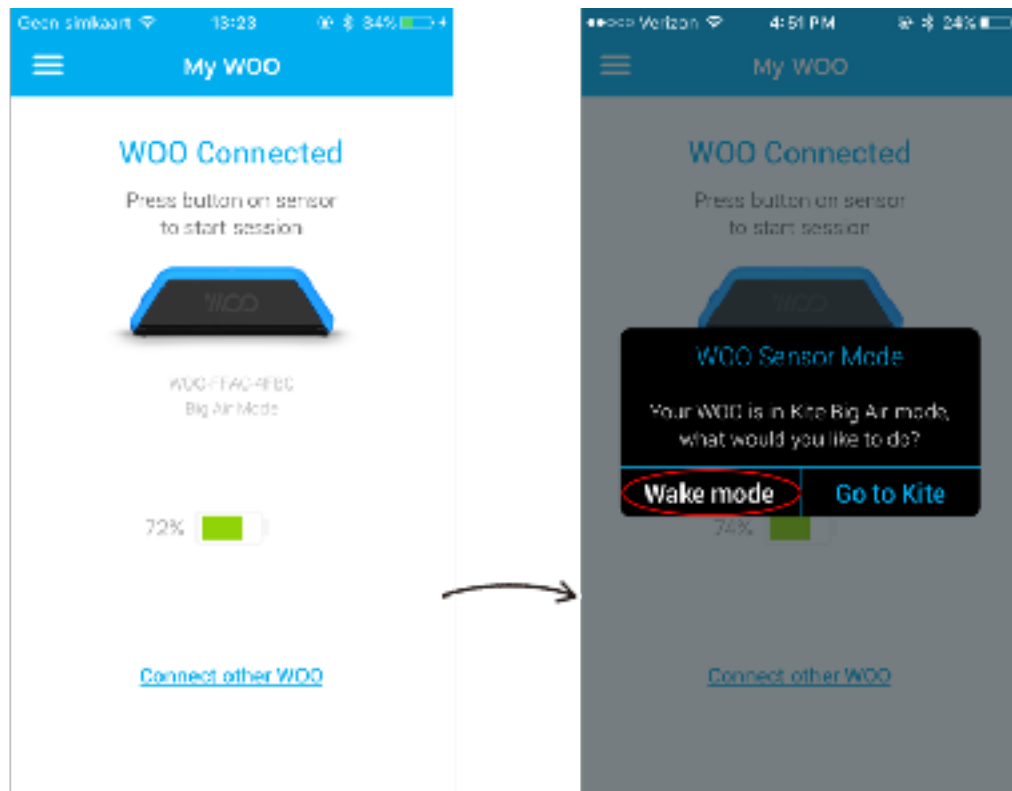 Geen simkaart 13:23 84%
My WOO
WOO Connected
Press button on sensor
to start session
WOO
Big Air Mode
72%
Connect other WOO
Verizon 4:51 PM 24%
My WOO
WOO Connected
Press button on sensor
to start session
WOO
WOO Sensor Mode
Your WOO is in Kite Big Air mode,
what would you like to do?
Wake mode Go to Kite
74%
Connect other WOO